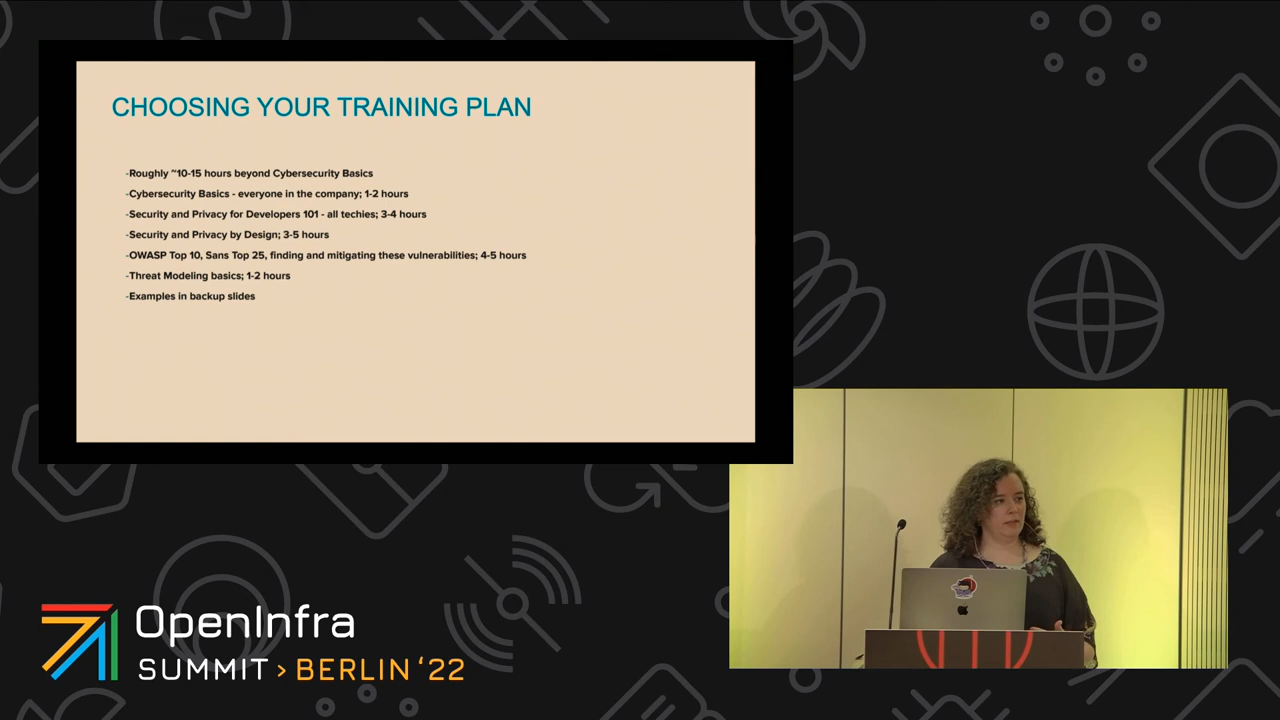 CHOOSING YOUR TRAINING PLAN
-Roughly ~10-15 hours beyond Cybersecurity Basics
-Cybersecurity Basics - everyone in the company; 1-2 hours
-Security and Privacy for Developers 101 - all techies; 3-4 hours
-Security and Privacy by Design; 3-5 hours
-OWASP Top 10, Sans Top 25, finding and mitigating these vulnerabilities; 4-5 hours
-Threat Modeling basics; 1-2 hours
-Examples in backup slides
OpenInfra
SUMMIT > BERLIN ‘22